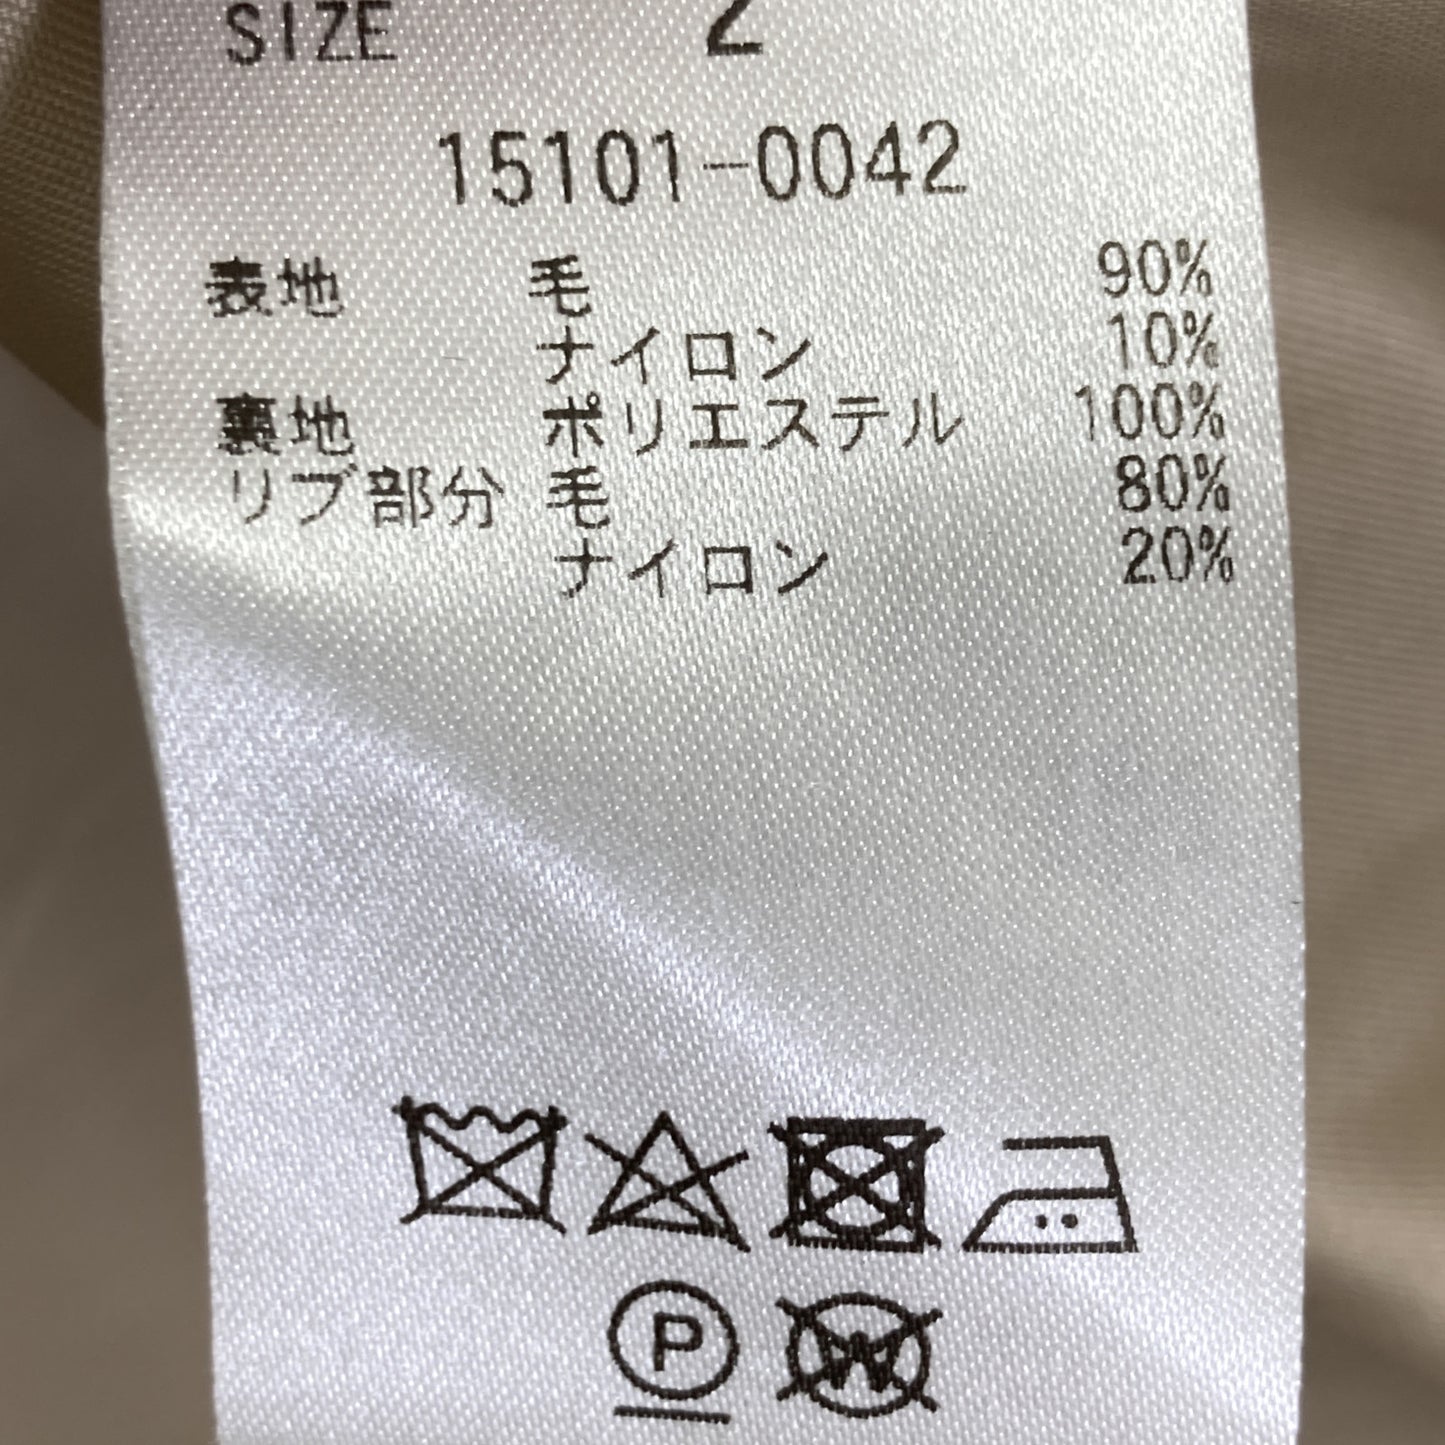 SIZE 2
15101-0042
表地 毛 90%
ナイロン 10%
裏地 ポリエステル 100%
リブ部分 毛 80%
ナイロン 20%
P
W